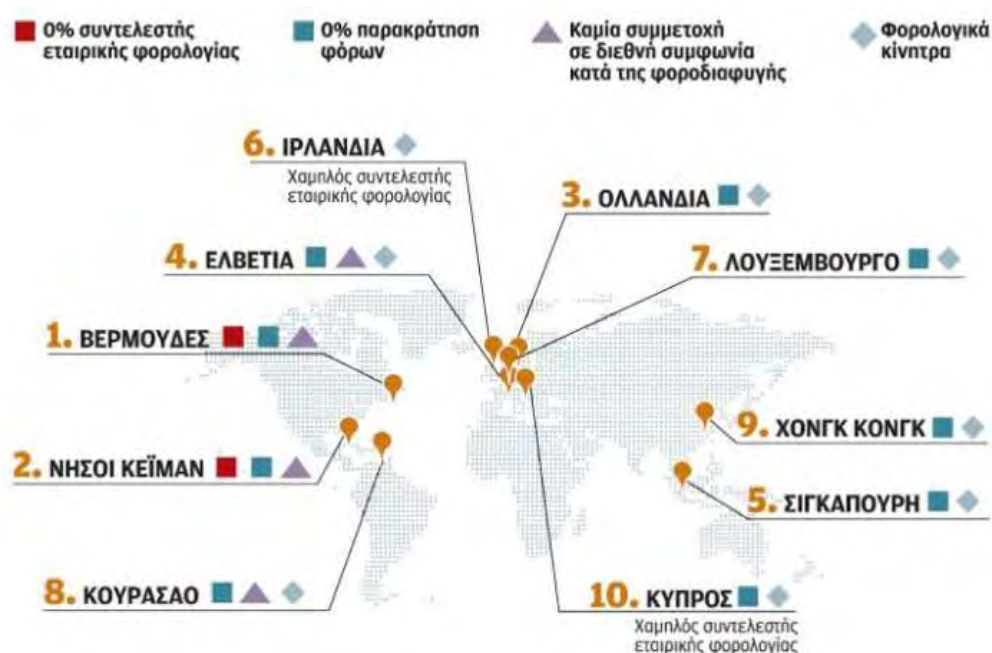 0% συντελεστής
εταιρικής φορολογίας
0% παρακράτηση
φόρων
Καμία συμμετοχή
σε διεθνή συμφωνία
κατά της φοροδιαφυγής
Φορολογικά
κίνητρα
6. ΙΡΛΑΝΔΙΑ
Χαμηλός συντελεστής
εταιρικής φορολογίας
3. ΟΛΛΑΝΔΙΑ
4. ΕΛΒΕΤΙΑ
7. ΛΟΥΞΕΜΒΟΥΡΓΟ
1. ΒΕΡΜΟΥΔΕΣ
9. ΧΟΝΓΚ ΚΟΝΓΚ
2. ΝΗΣΟΙ ΚΕΪΜΑΝ
5. ΣΙΓΚΑΠΟΥΡΗ
8. ΚΟΥΡΑΣΑΟ
10. ΚΥΠΡΟΣ
Χαμηλός συντελεστής
εταιρικής φορολογίας